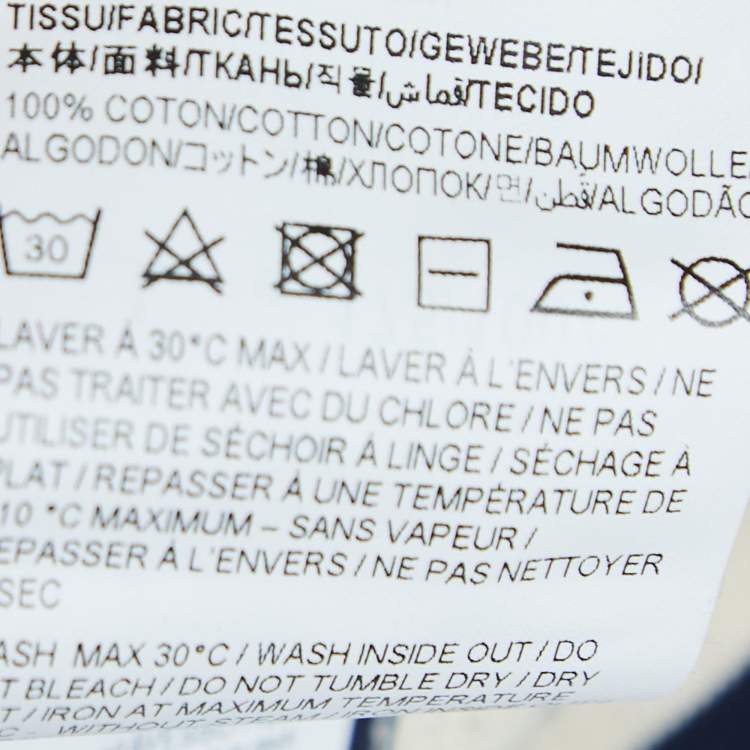 TISSU/FABRIC/TESSUTO/GEWEBE/TEJIDO/
本体/面料/ТКАНЬ/직물/قماش/TECIDO
100% COTON/COTTON/COTONE/BAUMWOLLE
ALGODON/コットン/棉/ХЛОПОК/면/قطن/ALGODÃO
30
LAVER À 30°C MAX / LAVER À L'ENVERS / NE
PAS TRAITER AVEC DU CHLORE / NE PAS
UTILISER DE SÉCHOIR À LINGE / SÉCHAGE À
PLAT / REPASSER À UNE TEMPÉRATURE DE
10 °C MAXIMUM – SANS VAPEUR /
EPASSER À L'ENVERS / NE PAS NETTOYER
SEC
ASH MAX 30°C / WASH INSIDE OUT / DO
T BLEACH / DO NOT TUMBLE DRY / DRY
T / IRON AT MAXIMUM TEMPERATURE
C - WITHOUT STEAM / IRON